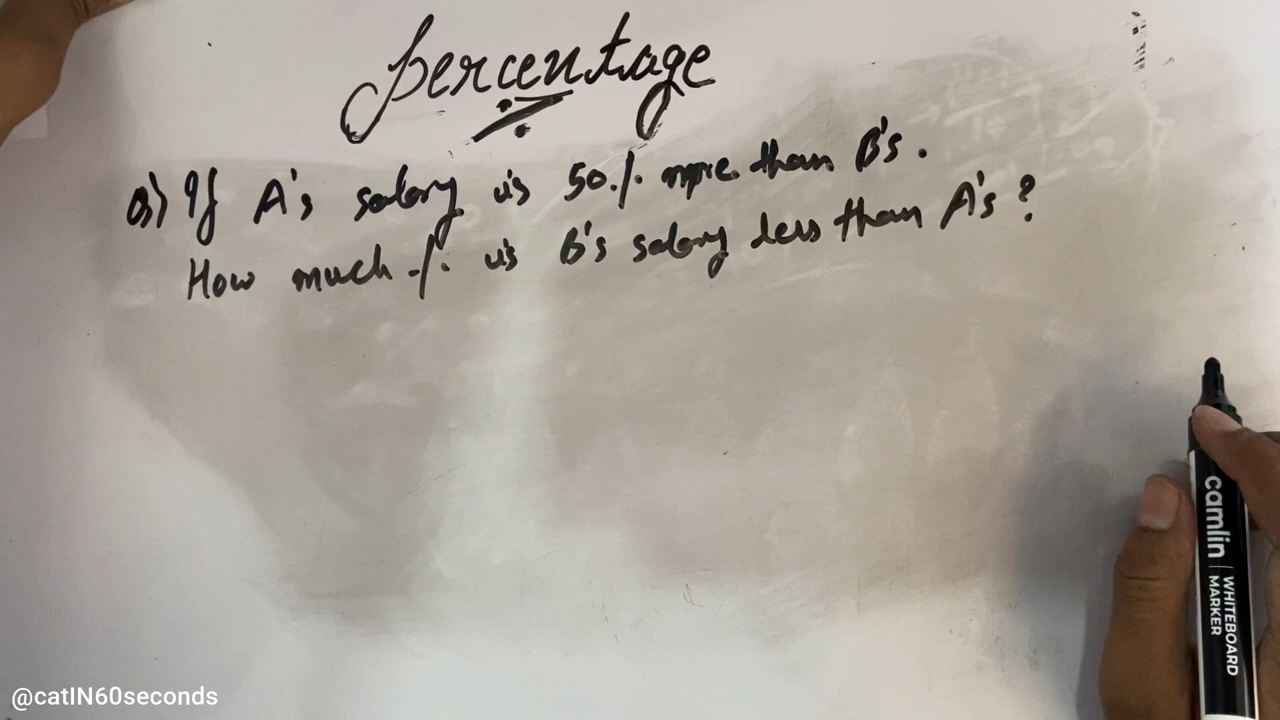 Percentage
Q) If A's salary is 50% more than B's.
How much % is B's salary less than A's?
camlin
WHITEBOARD
MARKER
@catIN60seconds